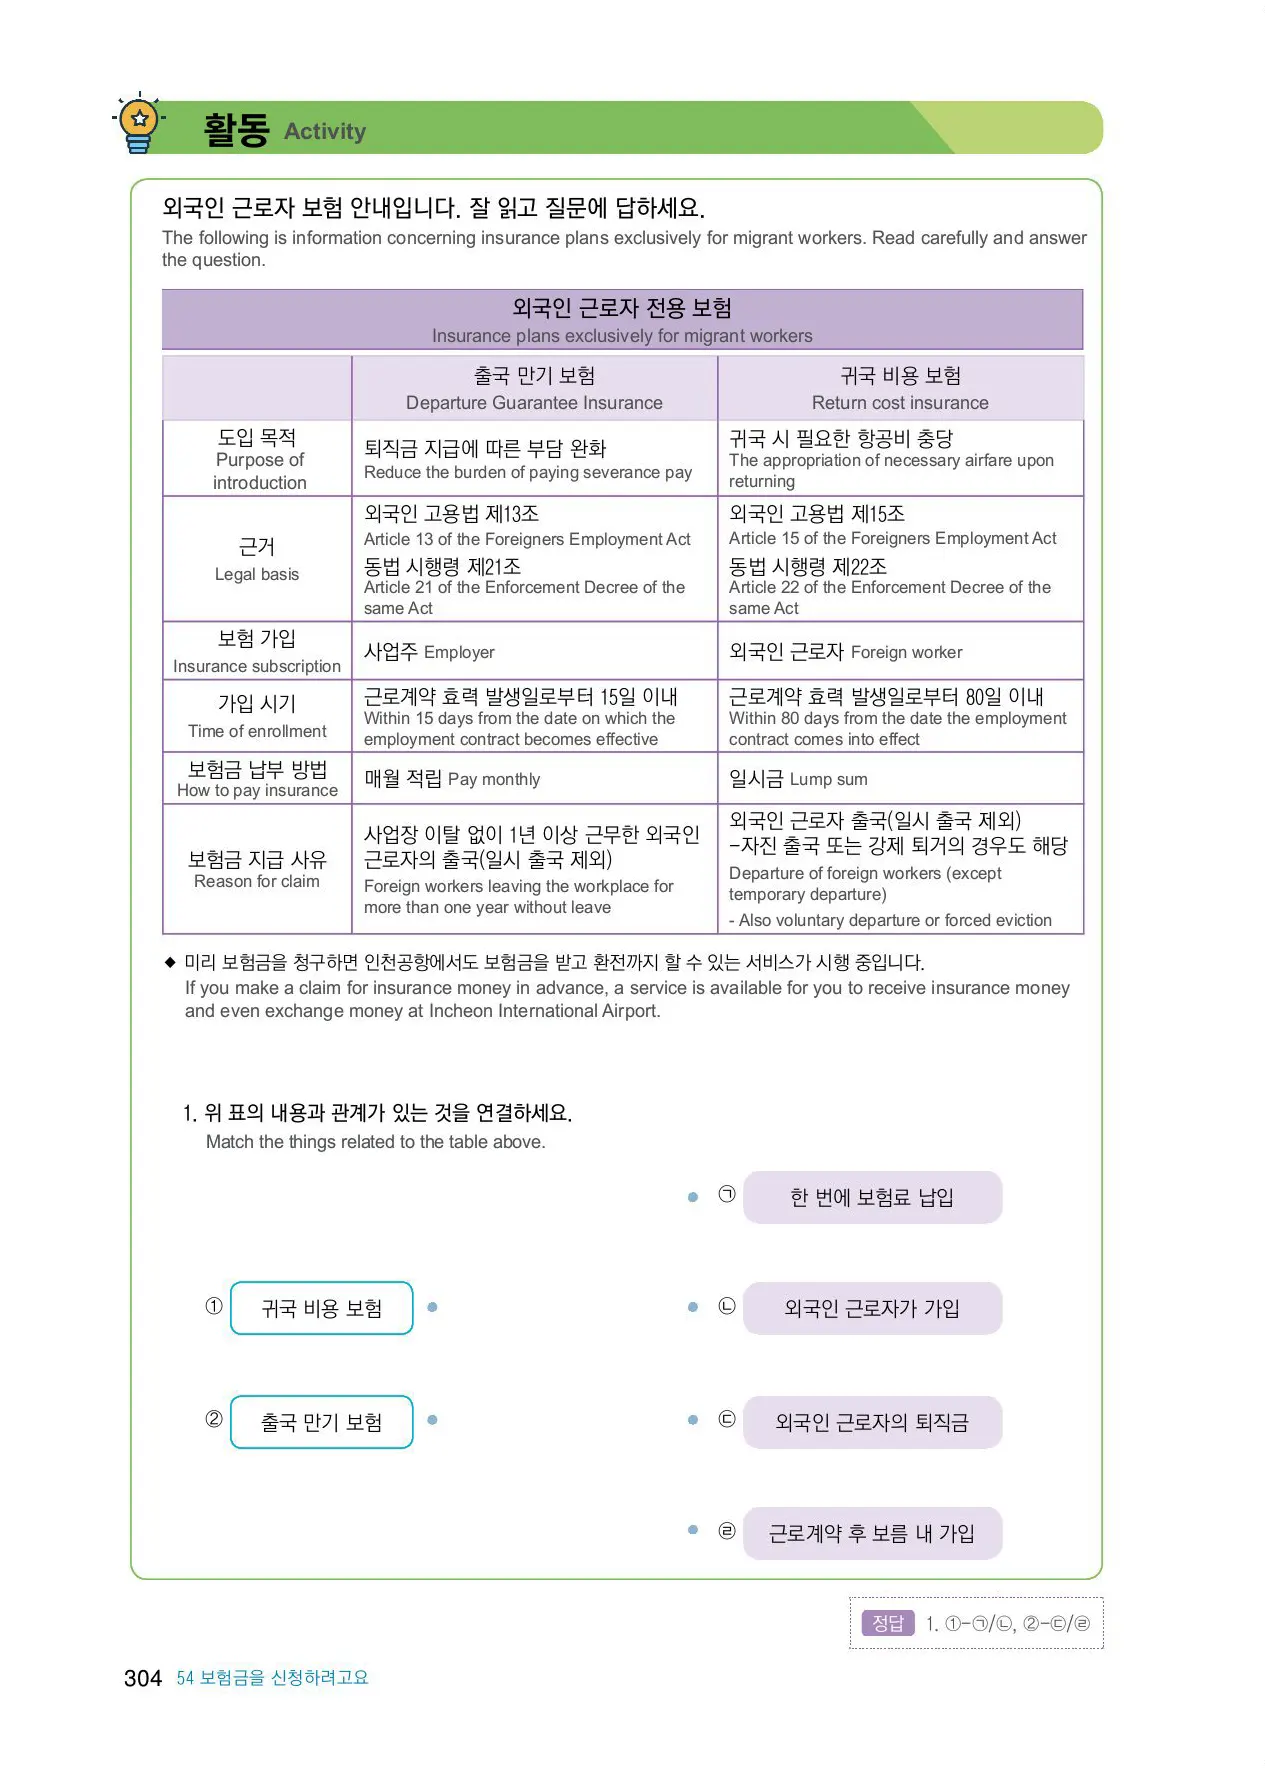 활동 Activity
외국인 근로자 보험 안내입니다. 잘 읽고 질문에 답하세요.
The following is information concerning insurance plans exclusively for migrant workers. Read carefully and answer
the question.
외국인 근로자 전용 보험
Insurance plans exclusively for migrant workers
출국 만기 보험
Departure Guarantee Insurance
귀국 비용 보험
Return cost insurance
도입 목적
Purpose of
introduction
퇴직금 지급에 따른 부담 완화
Reduce the burden of paying severance pay
귀국 시 필요한 항공비 충당
The appropriation of necessary airfare upon
returning
근거
Legal basis
외국인 고용법 제13조
Article 13 of the Foreigners Employment Act
동법 시행령 제21조
Article 21 of the Enforcement Decree of the
same Act
외국인 고용법 제15조
Article 15 of the Foreigners Employment Act
동법 시행령 제22조
Article 22 of the Enforcement Decree of the
same Act
보험 가입
Insurance subscription
사업주 Employer
외국인 근로자 Foreign worker
가입 시기
Time of enrollment
근로계약 효력 발생일로부터 15일 이내
Within 15 days from the date on which the
employment contract becomes effective
근로계약 효력 발생일로부터 80일 이내
Within 80 days from the date the employment
contract comes into effect
보험금 납부 방법
How to pay insurance
매월 적립 Pay monthly
일시금 Lump sum
보험금 지급 사유
Reason for claim
사업장 이탈 없이 1년 이상 근무한 외국인
근로자의 출국(일시 출국 제외)
Foreign workers leaving the workplace for
more than one year without leave
외국인 근로자 출국(일시 출국 제외)
-자진 출국 또는 강제 퇴거의 경우도 해당
Departure of foreign workers (except
temporary departure)
- Also voluntary departure or forced eviction
◆ 미리 보험금을 청구하면 인천공항에서도 보험금을 받고 환전까지 할 수 있는 서비스가 시행 중입니다.
If you make a claim for insurance money in advance, a service is available for you to receive insurance money
and even exchange money at Incheon International Airport.
1. 위 표의 내용과 관계가 있는 것을 연결하세요.
Match the things related to the table above.
㉠ 한 번에 보험료 납입
① 귀국 비용 보험
㉡ 외국인 근로자가 가입
② 출국 만기 보험
㉢ 외국인 근로자의 퇴직금
㉣ 근로계약 후 보름 내 가입
정답 1. ①-㉠/㉡, ②-㉢/㉣
304 54 보험금을 신청하려고요